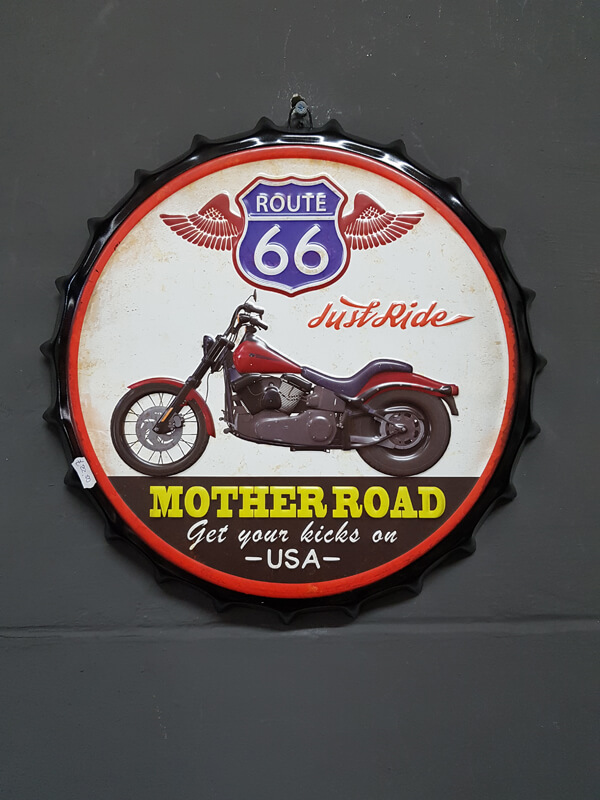 ROUTE
66
Just Ride
MOTHER ROAD
Get your kicks on
-USA-